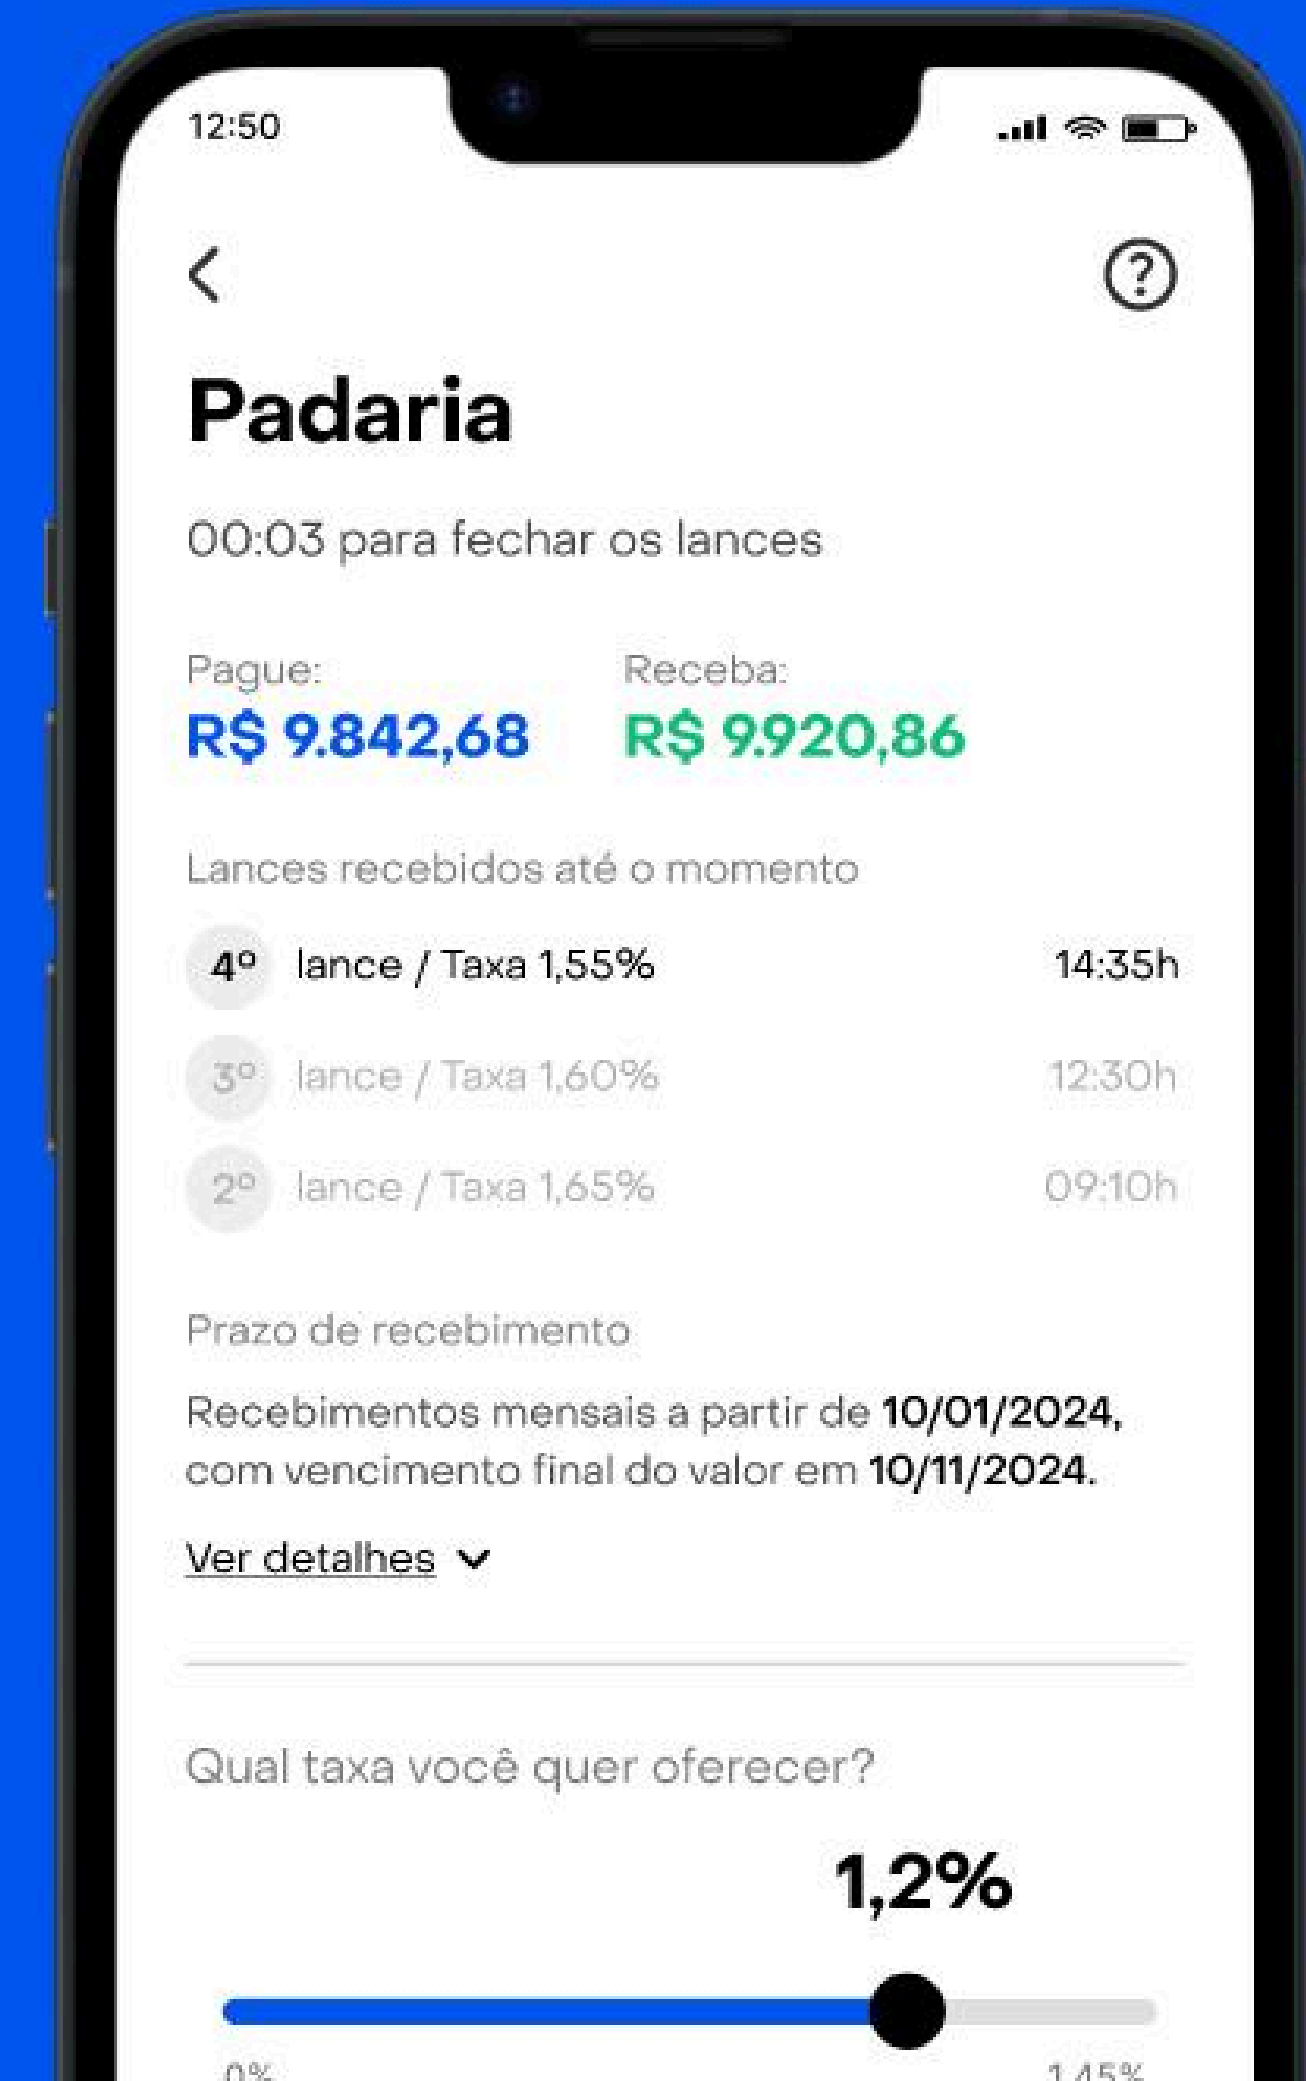 12:50
?
Padaria
00:03 para fechar os lances
Pague: Receba:
R$ 9.842,68 R$ 9.920,86
Lances recebidos até o momento
4º lance / Taxa 1,55% 14:35h
3º lance / Taxa 1,60% 12:30h
2º lance / Taxa 1,65% 09:10h
Prazo de recebimento
Recebimentos mensais a partir de 10/01/2024,
com vencimento final do valor em 10/11/2024.
Ver detalhes
Qual taxa você quer oferecer?
1,2%
0% 1,45%